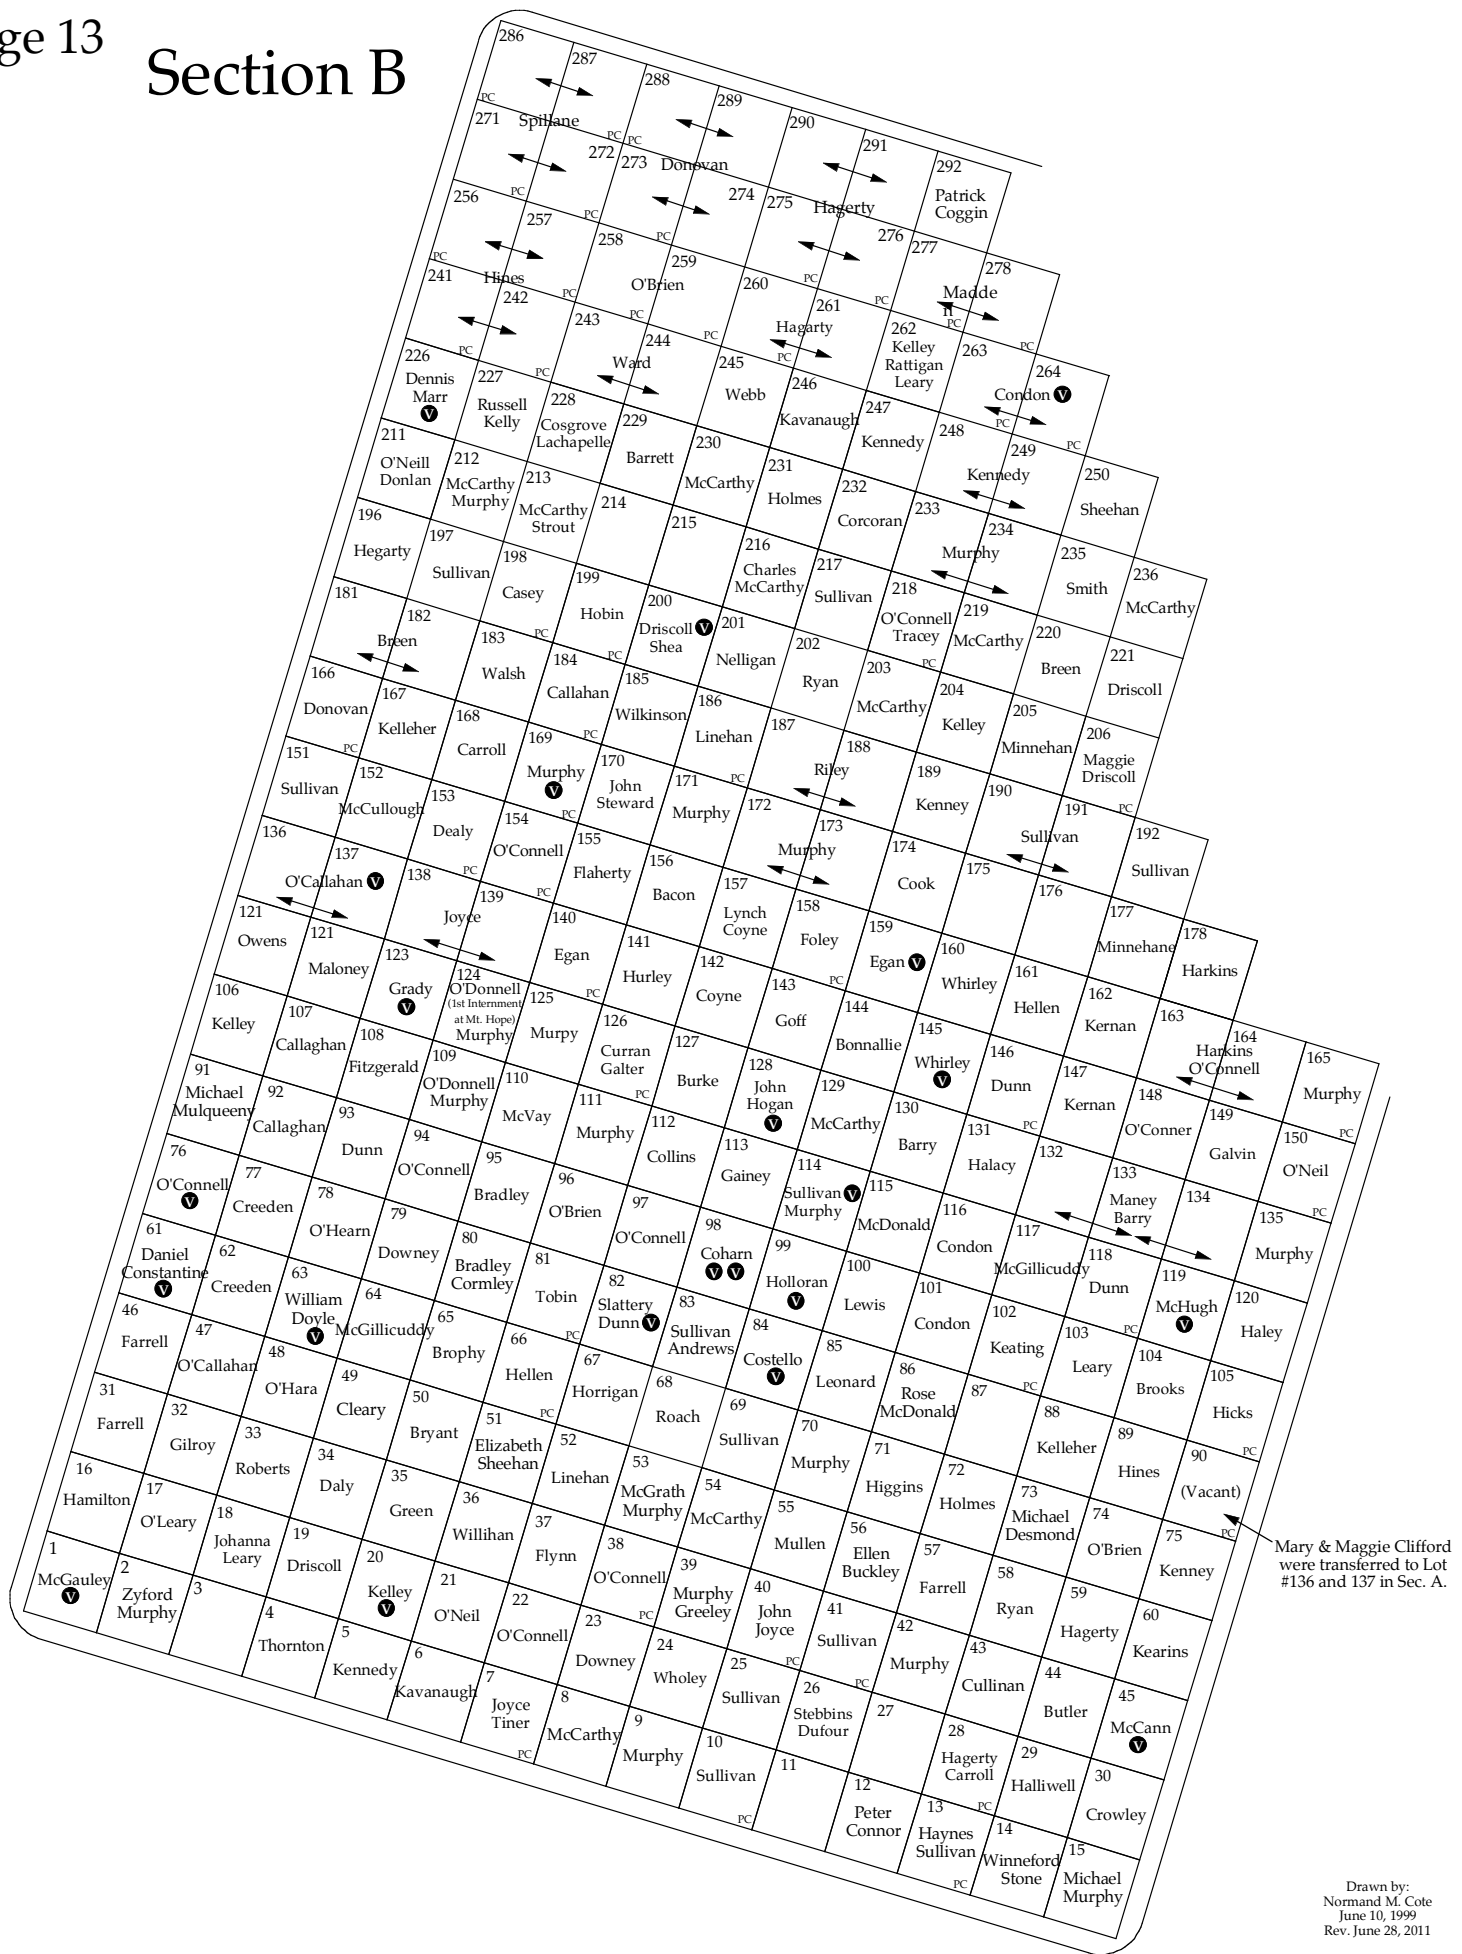 ge 13
Section B
286
287
288
289
290
291
292
PC
Spillane
PC
PC
Donovan
Hagerty
Patrick
Coggin
271
272
273
274
275
276
277
278
PC
PC
PC
PC
PC
Madde
n
PC
PC
256
257
258
259
260
261
262
263
264
PC
Hines
PC
O'Brien
PC
PC
Hagarty
PC
Kelley
Rattigan
Leary
Condon V
PC
PC
241
242
243
244
245
246
247
248
249
250
PC
PC
Ward
Webb
Kavanaugh
Kennedy
Kennedy
Sheehan
226
227
228
229
230
231
232
233
234
235
236
Dennis
Marr
V
Russell
Kelly
Cosgrove
Lachapelle
Barrett
McCarthy
Holmes
Corcoran
Murphy
Smith
McCarthy
211
212
213
214
215
216
217
218
219
220
221
O'Neill
Donlan
McCarthy
Murphy
McCarthy
Strout
Charles
McCarthy
Sullivan
O'Connell
Tracey
PC
McCarthy
Breen
Driscoll
196
197
198
199
200
201
202
203
204
205
206
Hegarty
Sullivan
Casey
PC
Hobin
PC
Driscoll V
Shea
Nelligan
Ryan
McCarthy
Kelley
Minnehan
Maggie
Driscoll
PC
181
182
183
184
185
186
187
188
189
190
191
192
Breen
Walsh
Callahan
PC
Wilkinson
Linehan
PC
Riley
Kenney
Sullivan
Sullivan
166
167
168
169
170
171
172
173
174
175
176
177
178
Donovan
PC
Kelleher
Carroll
Murphy
V
PC
John
Steward
Murphy
Murphy
Cook
Minnehane
Harkins
151
152
153
154
155
156
157
158
159
160
161
162
163
164
165
Sullivan
McCullough
Dealy
PC
O'Connell
PC
Flaherty
Bacon
Lynch
Coyne
Foley
PC
Egan V
Whirley
Hellen
Kernan
Harkins
O'Connell
Murphy
PC
136
137
138
139
140
141
142
143
144
145
146
147
148
149
150
O'Callahan V
Joyce
Egan
PC
Hurley
Coyne
Goff
Bonnallie
Whirley
V
Dunn
PC
Kernan
O'Conner
Galvin
O'Neil
PC
121
121
123
124
125
126
127
128
129
130
131
132
133
134
135
Owens
Maloney
Grady
V
O'Donnell
(1st Internment
at Mt. Hope)
Murphy
Murpy
Curran
Galter
PC
Burke
John
Hogan
V
McCarthy
Barry
Halacy
Maney
Barry
Murphy
106
107
108
109
110
111
112
113
114
115
116
117
118
119
120
Kelley
Callaghan
Fitzgerald
O'Donnell
Murphy
McVay
Murphy
Collins
Gainey
Sullivan V
Murphy
McDonald
Condon
McGillicuddy
Dunn
PC
McHugh
V
Haley
91
92
93
94
95
96
97
98
99
100
101
102
103
104
105
Michael
Mulqueeny
Callaghan
Dunn
O'Connell
Bradley
O'Brien
O'Connell
Coharn
V V
Holloran
V
Lewis
Condon
Keating
PC
Leary
Brooks
Hicks
PC
76
77
78
79
80
81
82
83
84
85
86
87
88
89
90
O'Connell
V
Creeden
O'Hearn
Downey
Bradley
Cormley
Tobin
PC
Slattery
Dunn V
Sullivan
Andrews
Costello
V
Leonard
Rose
McDonald
Kelleher
Hines
(Vacant)
PC
Mary & Maggie Clifford
were transferred to Lot
#136 and 137 in Sec. A.
61
62
63
64
65
66
67
68
69
70
71
72
73
74
75
Daniel
Constantine
V
Creeden
William
Doyle
V
McGillicuddy
Brophy
Hellen
PC
Horrigan
Roach
Sullivan
Murphy
Higgins
Holmes
Michael
Desmond
O'Brien
Kenney
46
47
48
49
50
51
52
53
54
55
56
57
58
59
60
Farrell
O'Callahan
O'Hara
Cleary
Bryant
Elizabeth
Sheehan
Linehan
McGrath
Murphy
McCarthy
Mullen
Ellen
Buckley
Farrell
Ryan
Hagerty
Kearins
31
32
33
34
35
36
37
38
39
40
41
42
43
44
45
Farrell
Gilroy
Roberts
Daly
Green
Willihan
Flynn
O'Connell
PC
Murphy
Greeley
John
Joyce
PC
Sullivan
PC
Murphy
Cullinan
Butler
McCann
V
16
17
18
19
20
21
22
23
24
25
26
27
28
29
30
Hamilton
O'Leary
Johanna
Leary
Driscoll
Kelley
V
O'Neil
O'Connell
Downey
Wholey
Sullivan
Stebbins
Dufour
Hagerty
Carroll
PC
Halliwell
Crowley
1
2
3
4
5
6
7
8
9
10
11
12
13
14
15
McGauley
V
Zyford
Murphy
Thornton
Kennedy
Kavanaugh
Joyce
Tiner
PC
McCarthy
Murphy
Sullivan
PC
Peter
Connor
Haynes
Sullivan
PC
Winneford
Stone
Michael
Murphy
Drawn by:
Normand M. Cote
June 10, 1999
Rev. June 28, 2011